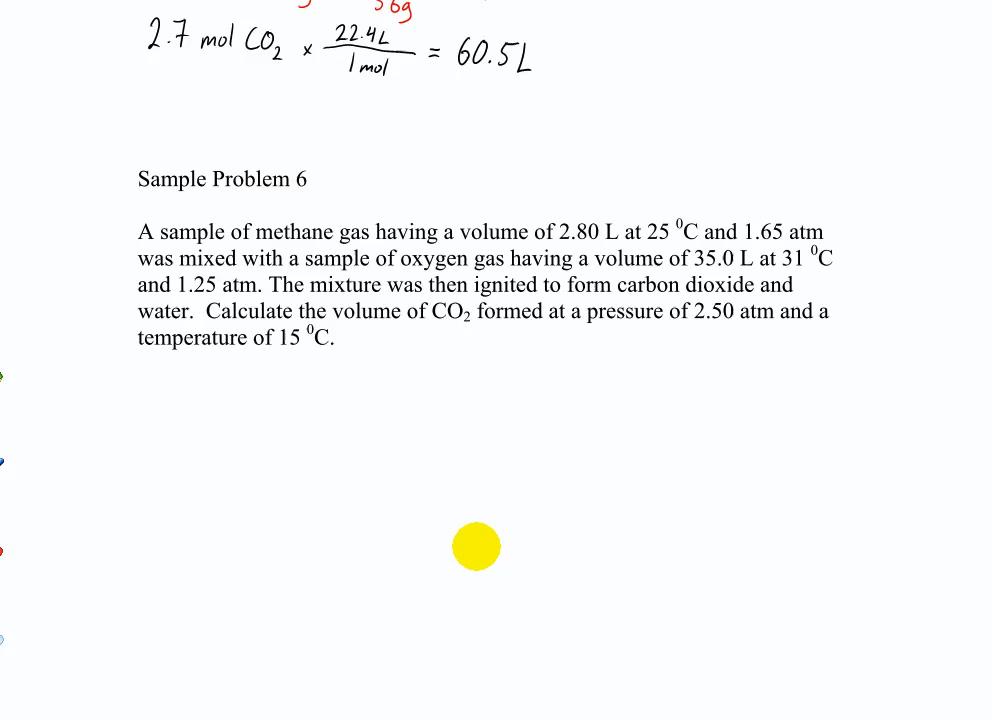 56g
2.7 mol CO₂ × 22.4L / 1 mol = 60.5L
Sample Problem 6
A sample of methane gas having a volume of 2.80 L at 25 ⁰C and 1.65 atm
was mixed with a sample of oxygen gas having a volume of 35.0 L at 31 ⁰C
and 1.25 atm. The mixture was then ignited to form carbon dioxide and
water.  Calculate the volume of CO₂ formed at a pressure of 2.50 atm and a
temperature of 15 ⁰C.